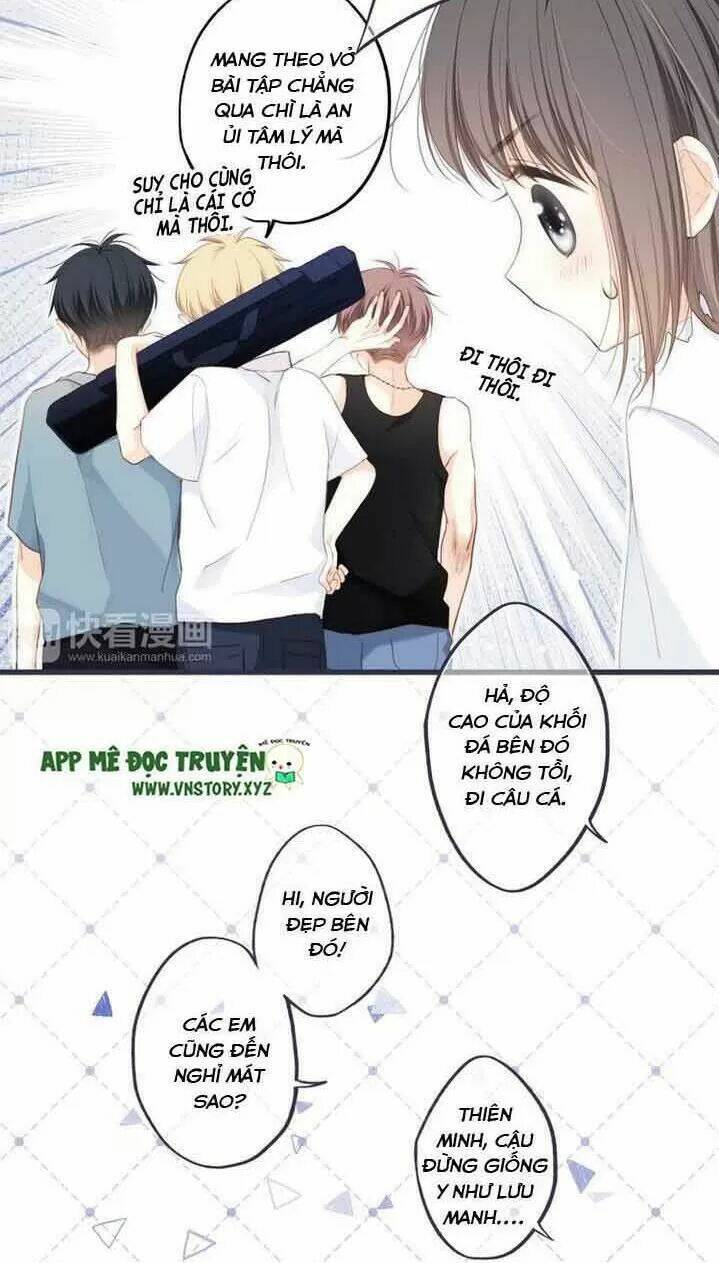 MANG THEO VỞ
BÀI TẬP CHẲNG
QUA CHỈ LÀ AN
ỦI TÂM LÝ MÀ
THÔI.
SUY CHO CÙNG
CHỈ LÀ CÁI CỚ
MÀ THÔI.
ĐI THÔI ĐI
THÔI.
快看漫画
www.kuaikanmanhua.com
HẢ, ĐỘ
CAO CỦA KHỐI
ĐÁ BÊN ĐÓ
KHÔNG TỒI,
ĐI CÂU CÁ.
MÊ ĐỌC TRUYỆN
APP MÊ ĐỌC TRUYỆN
WWW.VNSTORY.XYZ
HI, NGƯỜI
ĐẸP BÊN
ĐÓ!
CÁC EM
CŨNG ĐẾN
NGHỈ MÁT
SAO?
THIÊN
MINH, CẬU
ĐỪNG GIỐNG
Y NHƯ LƯU
MANH....